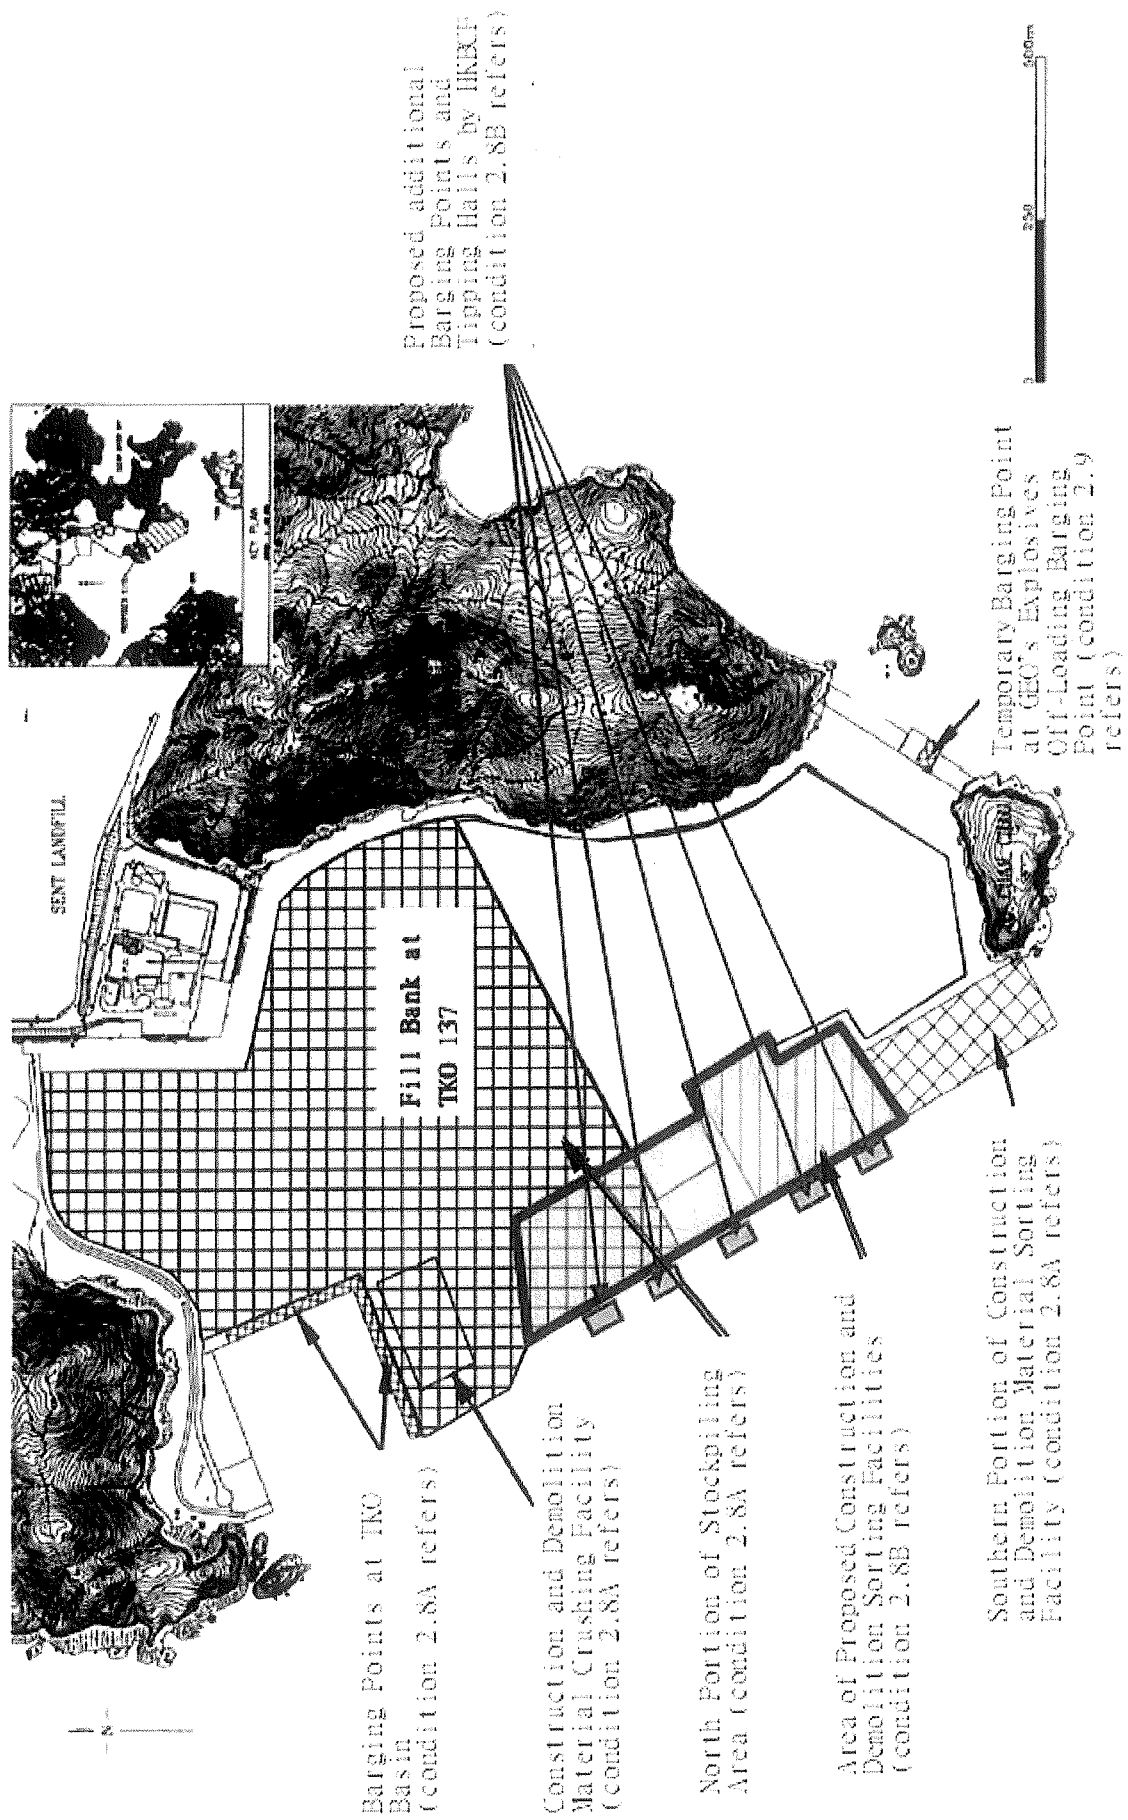 SENT LANDFILL
KEY PLAN
Fill Bank at
TKO 137
Proposed additional
Barging Points and
Tipping Halls by HKBCF
(condition 2.8B refers)
Barging Points at TKO
Basin
(condition 2.8A refers)
Construction and Demolition
Material Crushing Facility
(condition 2.8A refers)
North Portion of Stockpiling
Area (condition 2.8A refers)
Area of Proposed Construction and
Demolition Sorting Facilities
(condition 2.8B refers)
Southern Portion of Construction
and Demolition Material Sorting
Facility (condition 2.8A refers)
Temporary Barging Point
at GEO's Explosives
Off-Loading Barging
Point (condition 2.9
refers)
N
0 250 500m